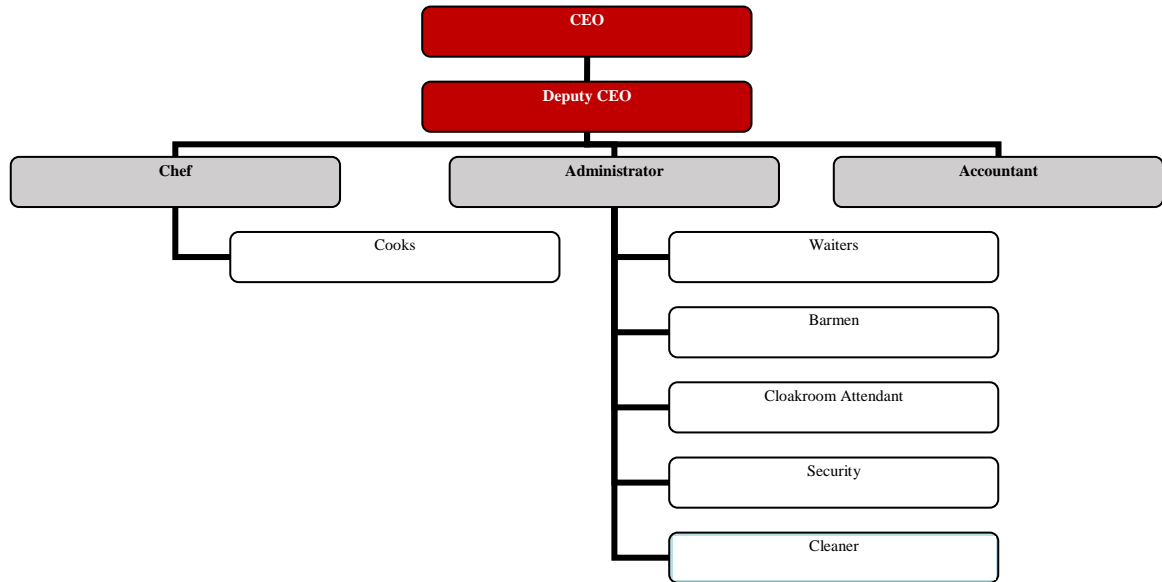 CEO
Deputy CEO
Chef
Administrator
Accountant
Cooks
Waiters
Barmen
Cloakroom Attendant
Security
Cleaner